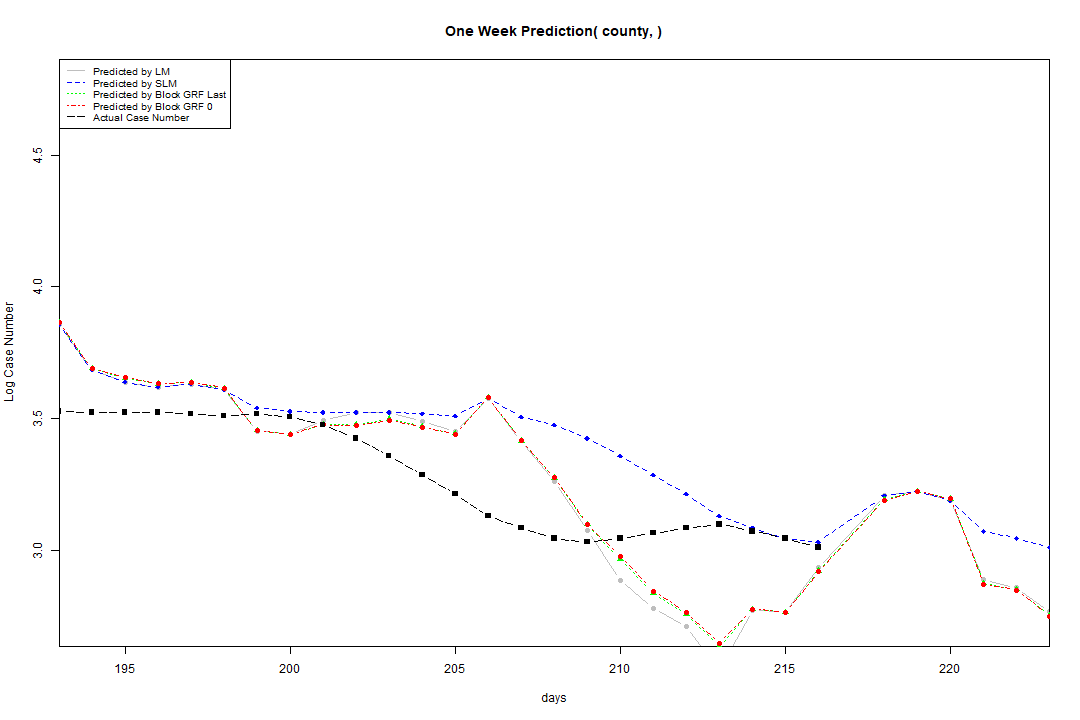 One Week Prediction( county, )
Predicted by LM
Predicted by SLM
Predicted by Block GRF Last
Predicted by Block GRF 0
Actual Case Number
4.5
4.0
3.5
3.0
Log Case Number
195 200 205 210 215 220
days